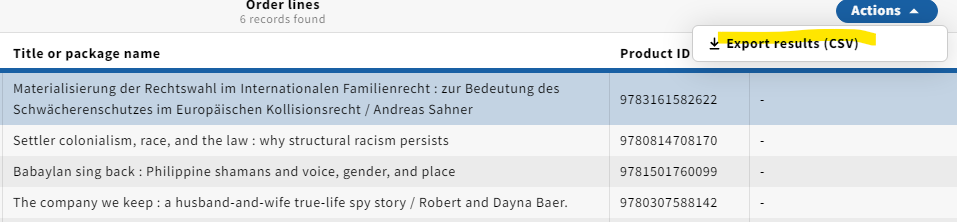 Order lines
6 records found
Actions
Export results (CSV)
Title or package name
Product ID
Materialisierung der Rechtswahl im Internationalen Familienrecht : zur Bedeutung des
Schwächerenschutzes im Europäischen Kollisionsrecht / Andreas Sahner
9783161582622
-
Settler colonialism, race, and the law : why structural racism persists
9780814708170
-
Babaylan sing back : Philippine shamans and voice, gender, and place
9781501760099
-
The company we keep : a husband-and-wife true-life spy story / Robert and Dayna Baer.
9780307588142
-